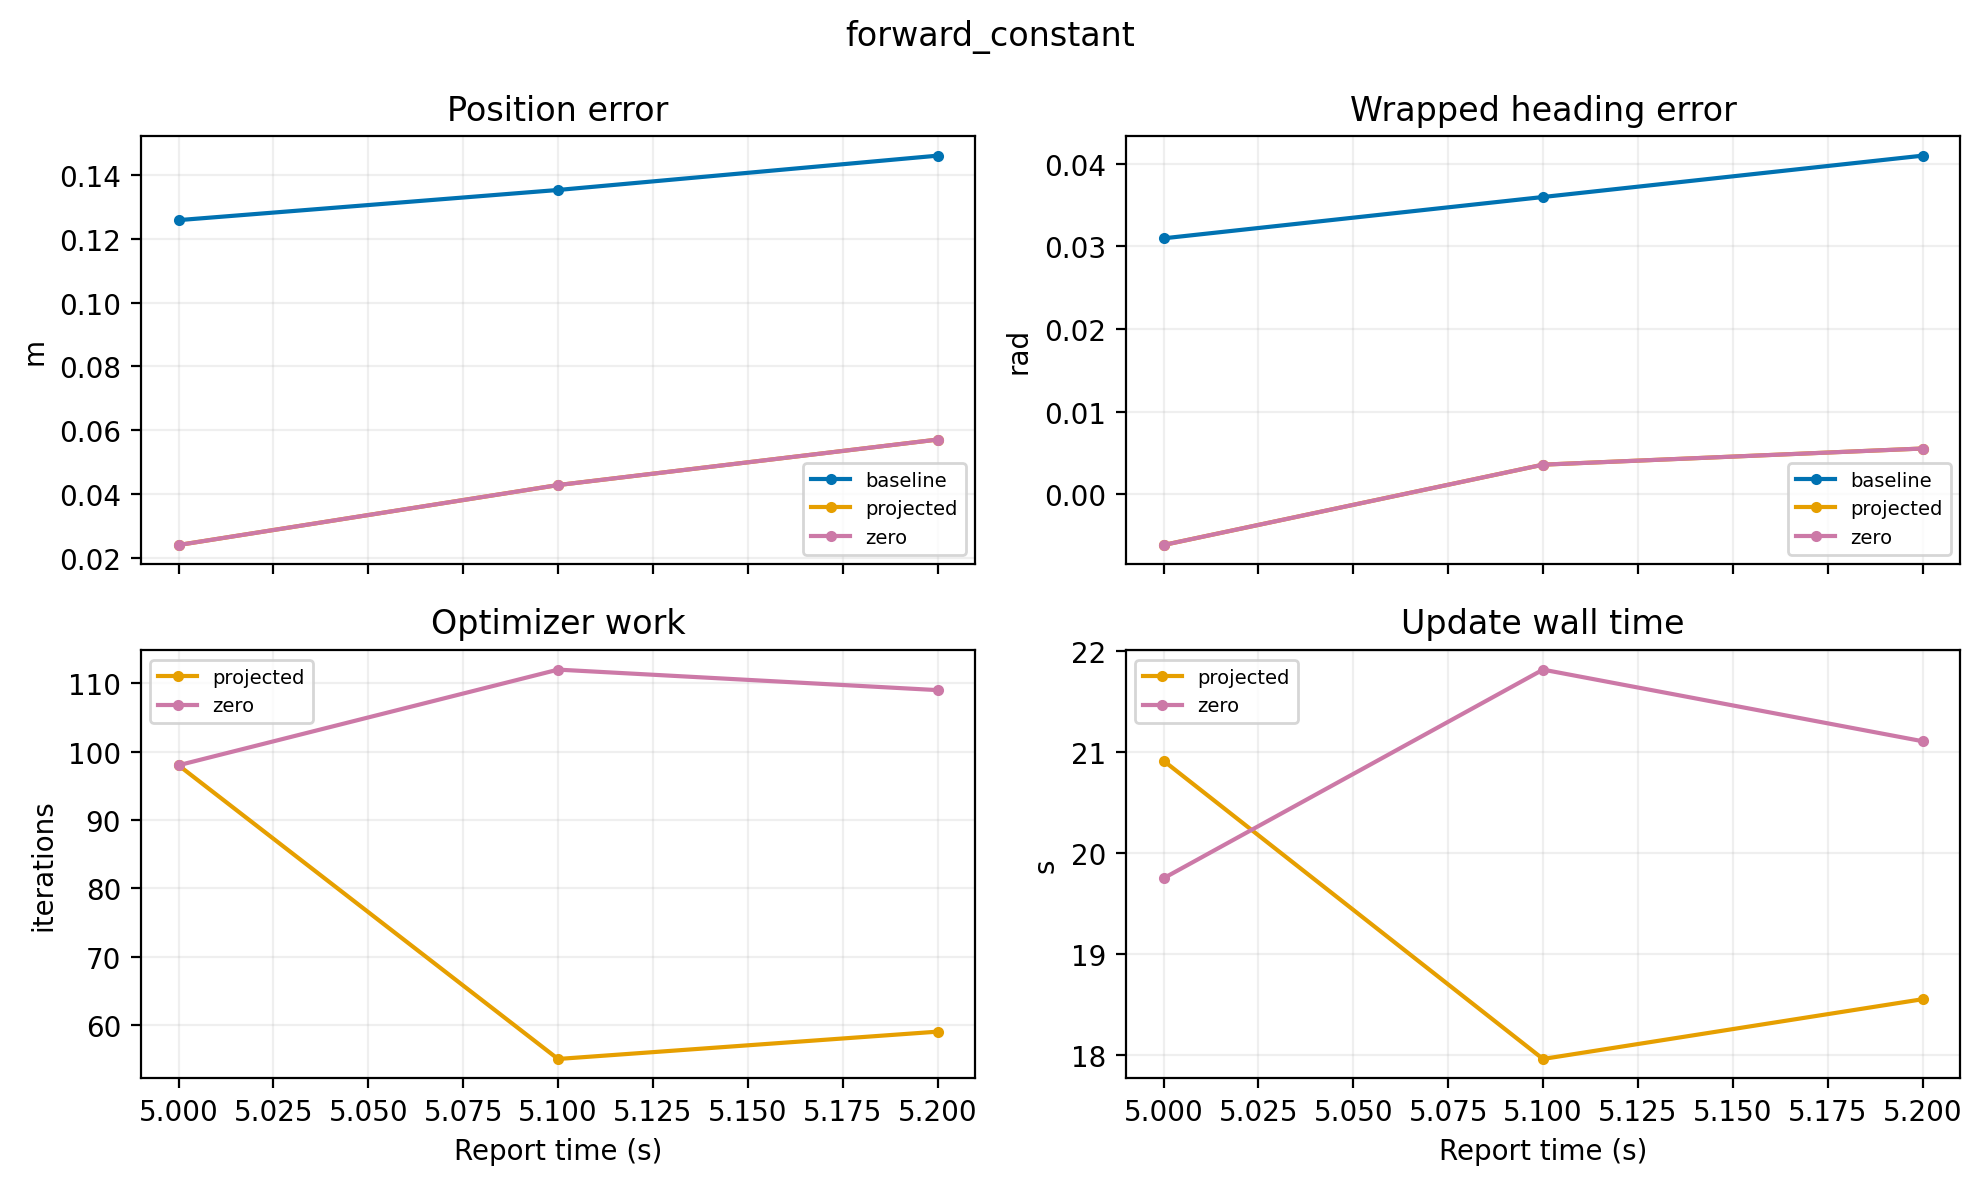 forward_constant
Position error
0.14
0.12
0.10
0.08
0.06
0.04
0.02
m
baseline
projected
zero
Wrapped heading error
0.04
0.03
0.02
0.01
0.00
rad
baseline
projected
zero
Optimizer work
110
100
90
80
70
60
iterations
projected
zero
5.000 5.025 5.050 5.075 5.100 5.125 5.150 5.175 5.200
Report time (s)
Update wall time
22
21
20
19
18
s
projected
zero
5.000 5.025 5.050 5.075 5.100 5.125 5.150 5.175 5.200
Report time (s)